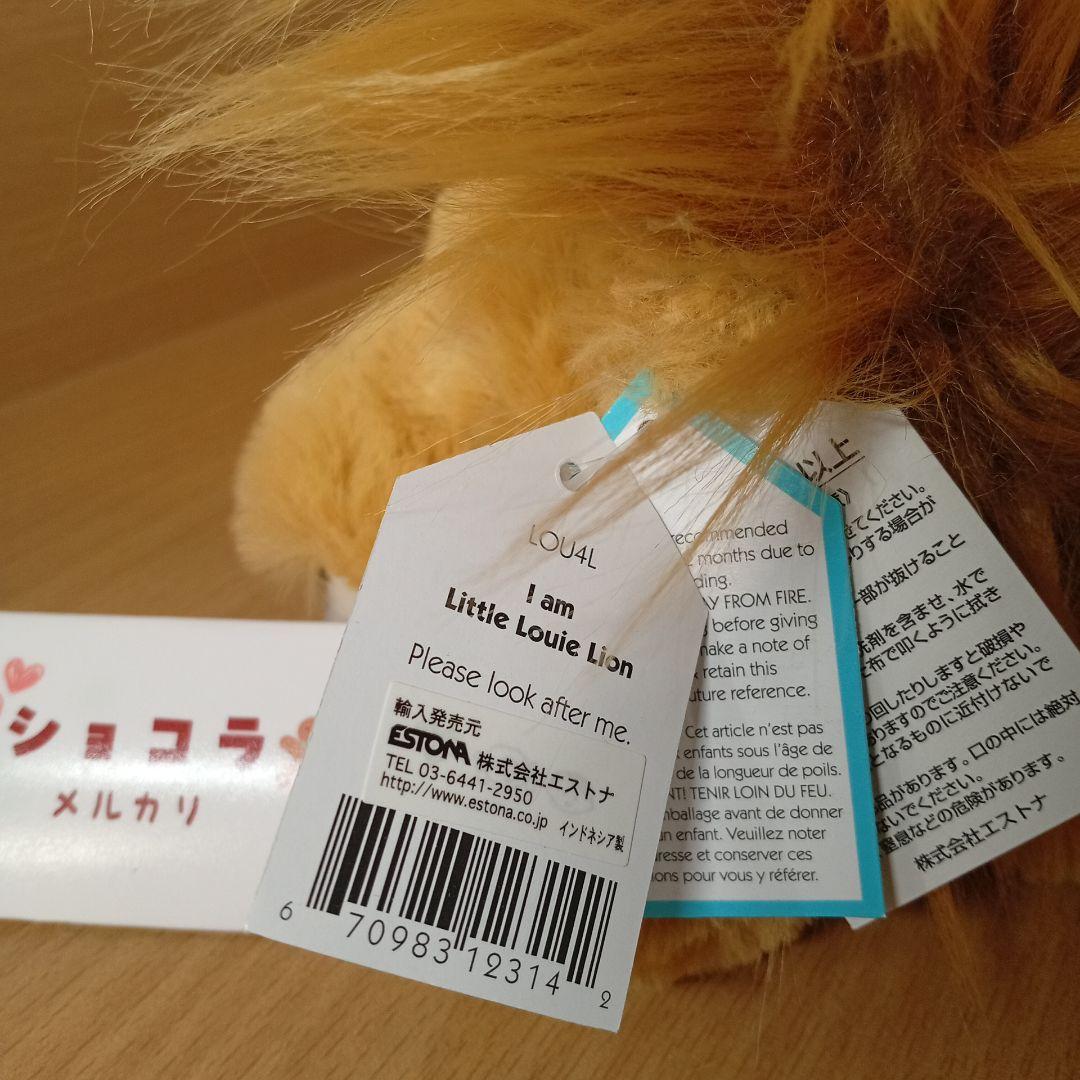 ショコラ
メルカリ
LOU4L
I am
Little Louie Lion
Please look after me.
輸入発売元
ESTONA 株式会社エストナ
TEL 03-6441-2950
http://www.estona.co.jp インドネシア製
6 70983 12314 2
months due to
FROM FIRE.
before giving
make a note of
retain this
reference.
Cet article n'est pas
enfants sous l'âge de
de la longueur de poils.
TENIR LOIN DU FEU.
avant de donner
enfant. Veuillez noter
et conserver ces
pour vous y référer.
以上
せてください。
りする場合が
部が抜けること
洗剤を含ませ、水で
布で叩くように拭き
回したりしますと破損や
ありますのでご注意ください。
となるものに近付けないで
品があります。口の中には絶対
ないでください。
窒息などの危険があります。
株式会社エストナ